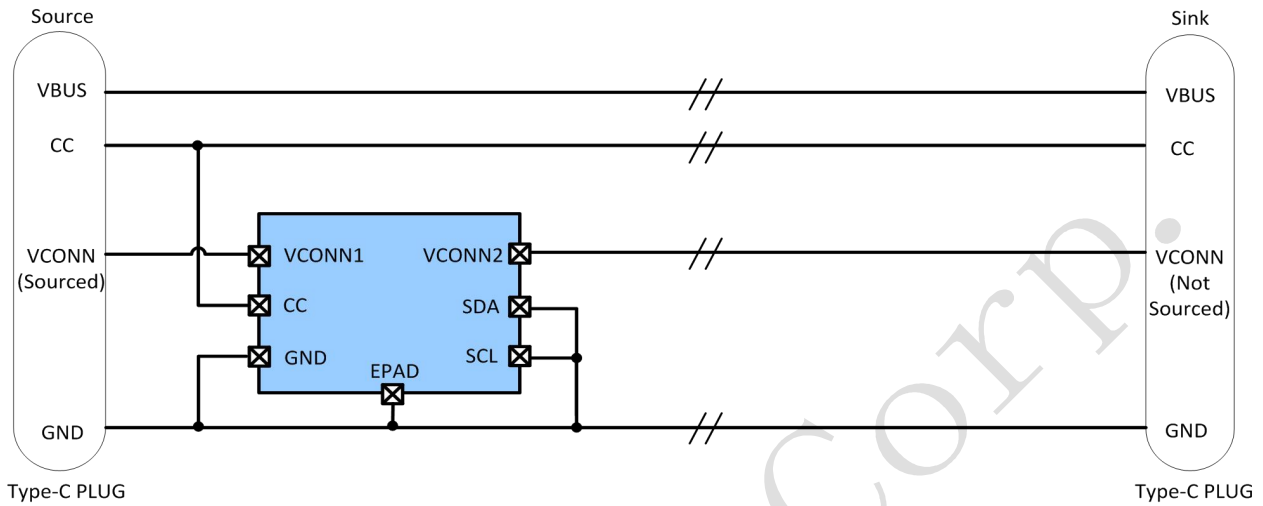 Source
Sink
VBUS
VBUS
CC
CC
VCONN
(Sourced)
VCONN1
VCONN2
VCONN
(Not
Sourced)
CC
SDA
GND
SCL
EPAD
GND
GND
Type-C PLUG
Type-C PLUG
Corp.